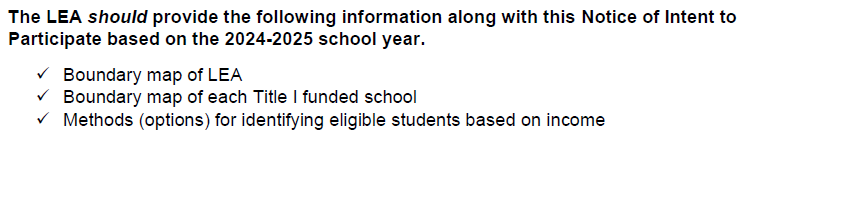 The LEA should provide the following information along with this Notice of Intent to
Participate based on the 2024-2025 school year.
✓ Boundary map of LEA
✓ Boundary map of each Title I funded school
✓ Methods (options) for identifying eligible students based on income